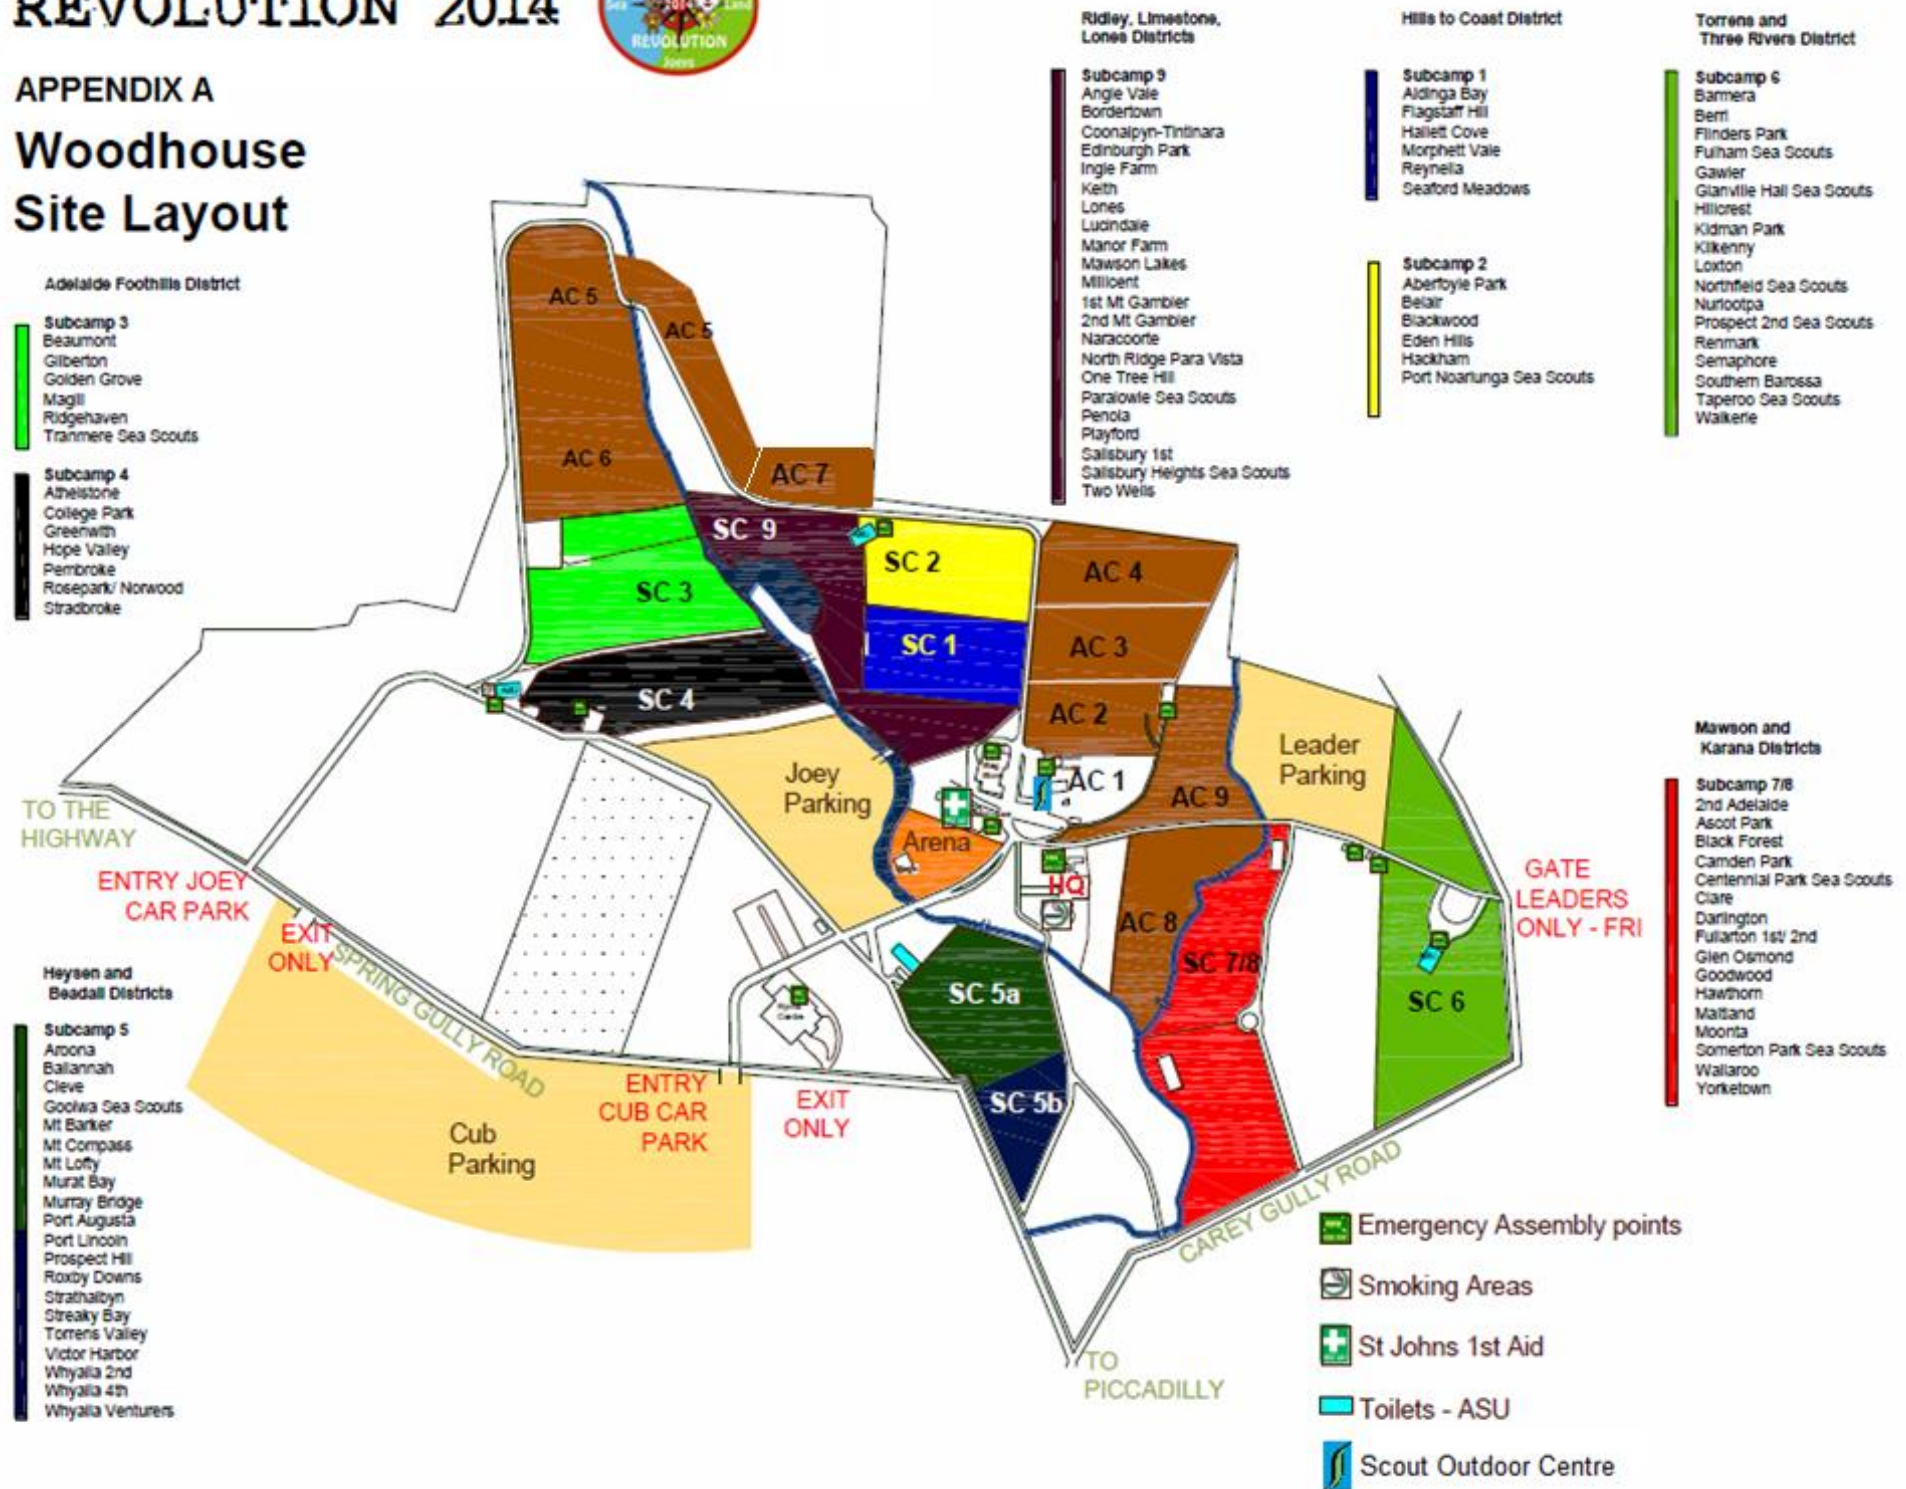 REVOLUTION 2014
Sea
2014
Land
REVOLUTION
Joeys
APPENDIX A
Woodhouse
Site Layout
Adelaide Foothills District
Subcamp 3
Beaumont
Gilberton
Golden Grove
Magill
Ridgehaven
Tranmere Sea Scouts
Subcamp 4
Athelstone
College Park
Greenwith
Hope Valley
Pembroke
Rosepark/ Norwood
Stradbroke
Ridley, Limestone,
Lones Districts
Subcamp 9
Angle Vale
Bordertown
Coonalpyn-Tintinara
Edinburgh Park
Ingle Farm
Keith
Lones
Lucindale
Manor Farm
Mawson Lakes
Millicent
1st Mt Gambier
2nd Mt Gambier
Naracoorte
North Ridge Para Vista
One Tree Hill
Paralowie Sea Scouts
Penola
Playford
Salisbury 1st
Salisbury Heights Sea Scouts
Two Wells
Hills to Coast District
Subcamp 1
Aldinga Bay
Flagstaff Hill
Hallett Cove
Morphett Vale
Reynella
Seaford Meadows
Subcamp 2
Aberfoyle Park
Belair
Blackwood
Eden Hills
Hackham
Port Noarlunga Sea Scouts
Torrens and
Three Rivers District
Subcamp 6
Barmera
Berri
Flinders Park
Fulham Sea Scouts
Gawler
Glanville Hall Sea Scouts
Hillcrest
Kidman Park
Kilkenny
Loxton
Northfield Sea Scouts
Nuriootpa
Prospect 2nd Sea Scouts
Renmark
Semaphore
Southern Barossa
Taperoo Sea Scouts
Waikerie
AC 5
AC 5
AC 6
AC 7
SC 9
SC 2
SC 3
SC 1
SC 4
AC 4
AC 3
AC 2
AC 1
AC 9
Leader
Parking
Joey
Parking
Arena
HQ
AC 8
SC 7/8
SC 6
SC 5a
SC 5b
Cub
Parking
TO THE
HIGHWAY
ENTRY JOEY
CAR PARK
EXIT
ONLY
SPRING GULLY ROAD
ENTRY
CUB CAR
PARK
EXIT
ONLY
Centre
GATE
LEADERS
ONLY - FRI
CAREY GULLY ROAD
TO
PICCADILLY
Mawson and
Karana Districts
Subcamp 7/8
2nd Adelaide
Ascot Park
Black Forest
Camden Park
Centennial Park Sea Scouts
Clare
Darlington
Fullarton 1st/ 2nd
Glen Osmond
Goodwood
Hawthorn
Maitland
Moonta
Somerton Park Sea Scouts
Wallaroo
Yorketown
Heysen and
Beadall Districts
Subcamp 5
Aroona
Ballannah
Cleve
Goolwa Sea Scouts
Mt Barker
Mt Compass
Mt Lofty
Murat Bay
Murray Bridge
Port Augusta
Port Lincoln
Prospect Hill
Roxby Downs
Strathalbyn
Streaky Bay
Torrens Valley
Victor Harbor
Whyalla 2nd
Whyalla 4th
Whyalla Venturers
Emergency Assembly points
Smoking Areas
St Johns 1st Aid
Toilets - ASU
Scout Outdoor Centre